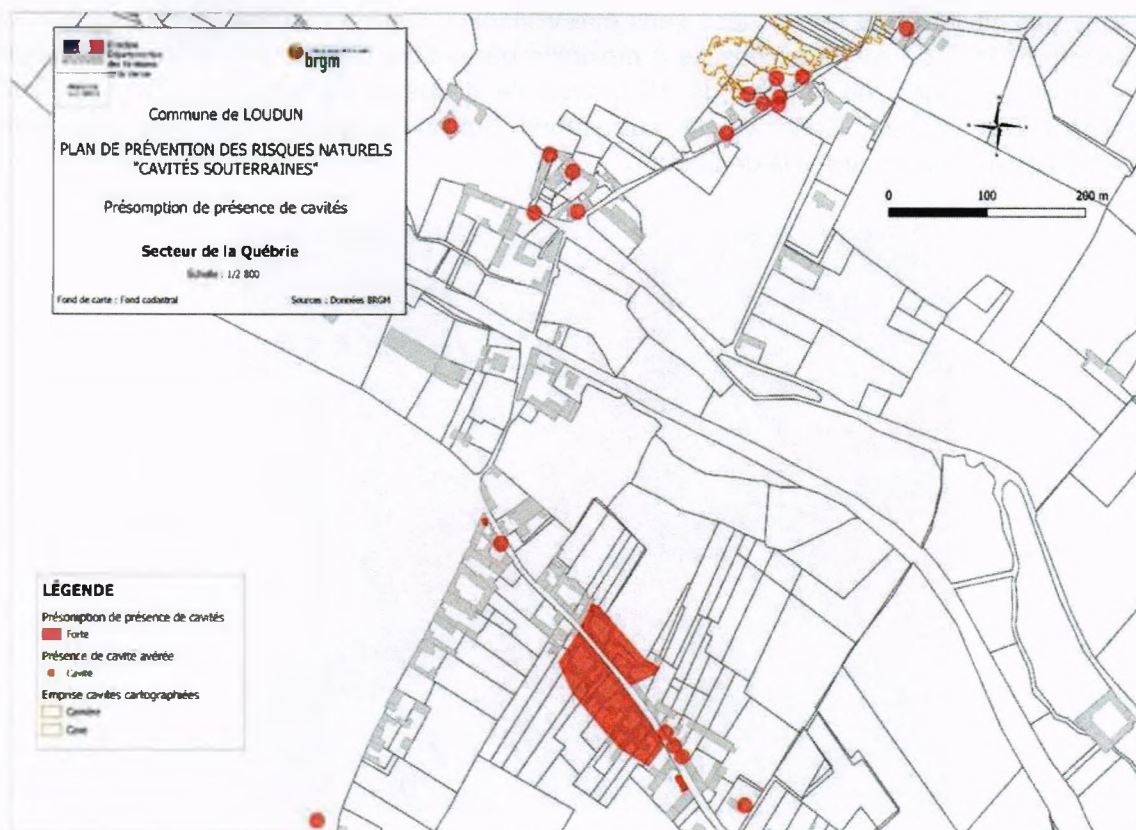 brgm
Commune de LOUDUN
PLAN DE PRÉVENTION DES RISQUES NATURELS
"CAVITÉS SOUTERRAINES"
Présomption de présence de cavités
Secteur de la Québrie
Échelle : 1/2 800
Fond de carte : Fond cadastral
Sources : Données BRGM
0 100 200 m
LÉGENDE
Présomption de présence de cavités
Forte
Présence de cavite avérée
Cavité
Emprise cavites cartographiées
Carrière
Cave